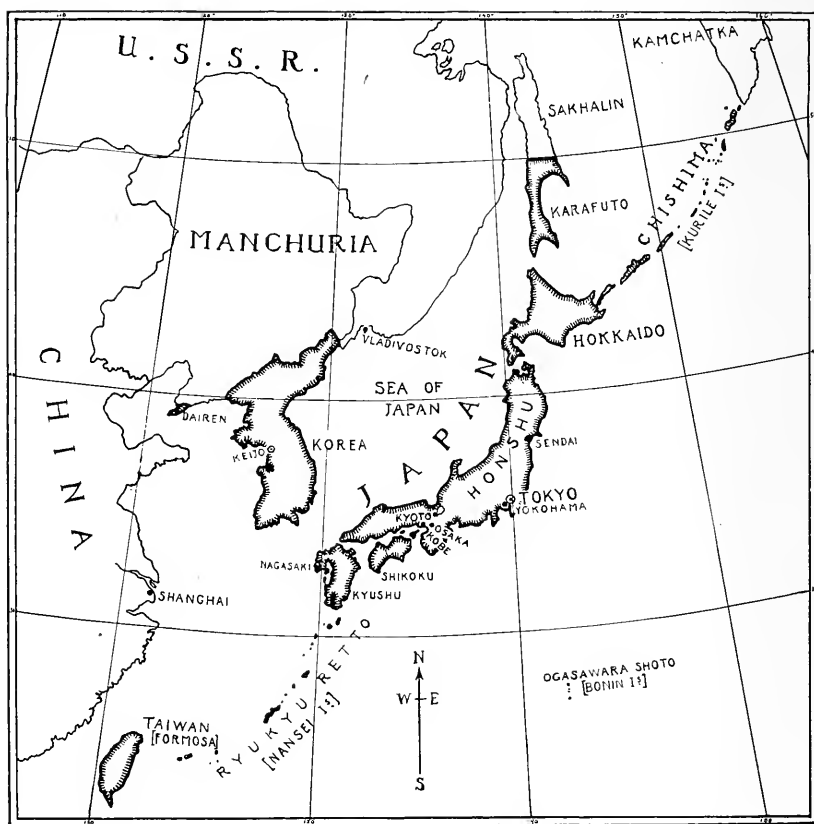 U.S.S.R.
KAMCHATKA
SAKHALIN
CHISHIMA
[KURILE Is]
KARAFUTO
MANCHURIA
HOKKAIDO
VLADIVOSTOK
CHINA
SEA OF
JAPAN
JAPAN
HONSHU
DAIREN
KEIJO
KOREA
SENDAI
TOKYO
YOKOHAMA
KYOTO
OSAKA
KOBE
NAGASAKI
SHIKOKU
KYUSHU
SHANGHAI
RYUKYU RETTO
[NANSEI Is]
N
W E
S
OGASAWARA SHOTO
[BONIN Is]
TAIWAN
[FORMOSA]